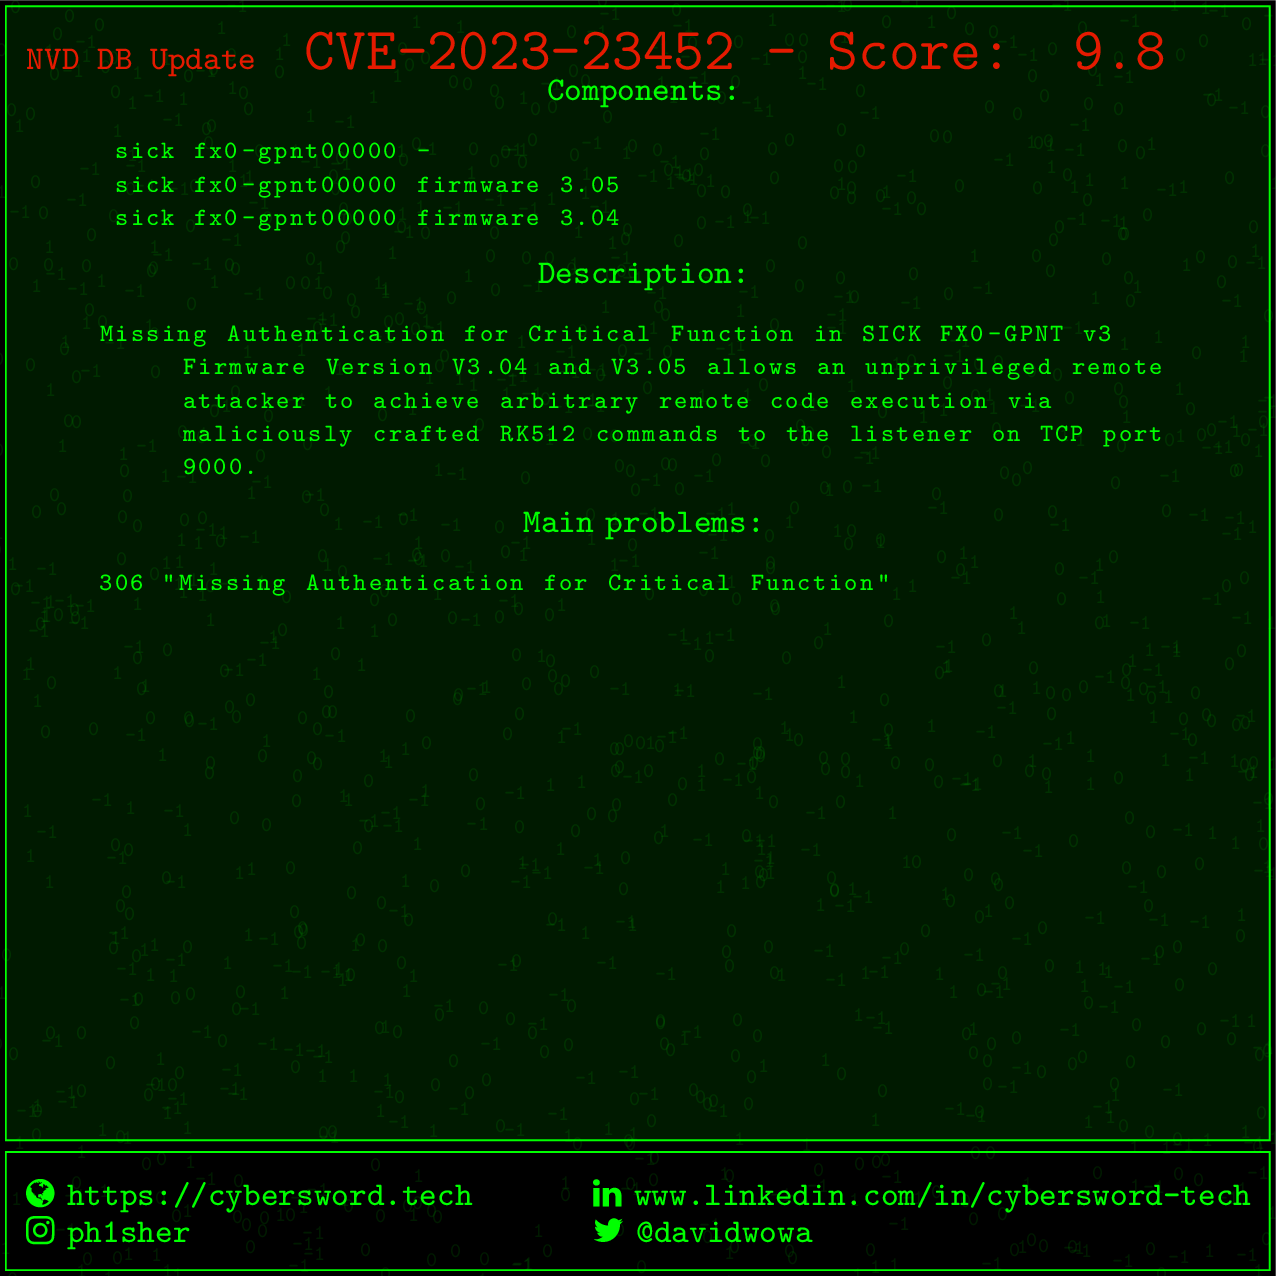 NVD DB Update CVE-2023-23452 - Score: 9.8
Components:
sick fx0-gpnt00000 -
sick fx0-gpnt00000 firmware 3.05
sick fx0-gpnt00000 firmware 3.04
Description:
Missing Authentication for Critical Function in SICK FX0-GPNT v3
Firmware Version V3.04 and V3.05 allows an unprivileged remote
attacker to achieve arbitrary remote code execution via
maliciously crafted RK512 commands to the listener on TCP port
9000.
Main problems:
306 "Missing Authentication for Critical Function"
https://cybersword.tech www.linkedin.com/in/cybersword-tech
ph1sher @davidwowa